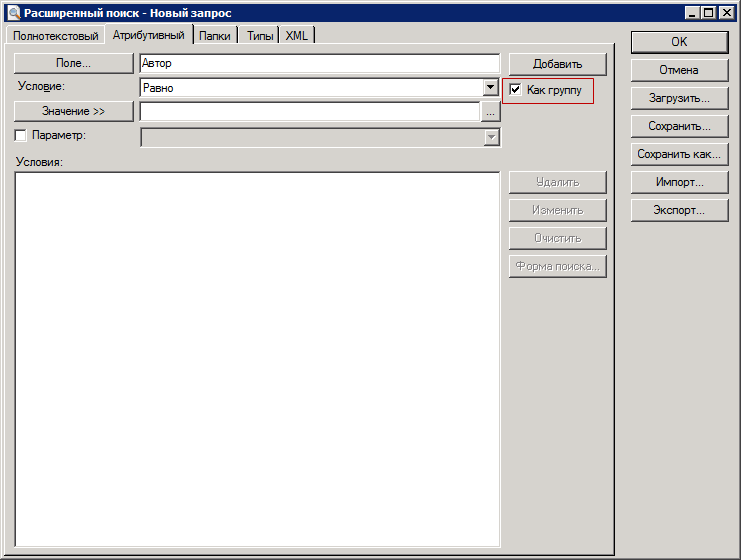 Расширенный поиск - Новый запрос
Полнотекстовый Атрибутивный Папки Типы XML
Поле... Автор Добавить
Условие: Равно Как группу
Значение >> ...
Параметр:
Условия:
Удалить
Изменить
Очистить
Форма поиска...
OK
Отмена
Загрузить...
Сохранить...
Сохранить как...
Импорт...
Экспорт...